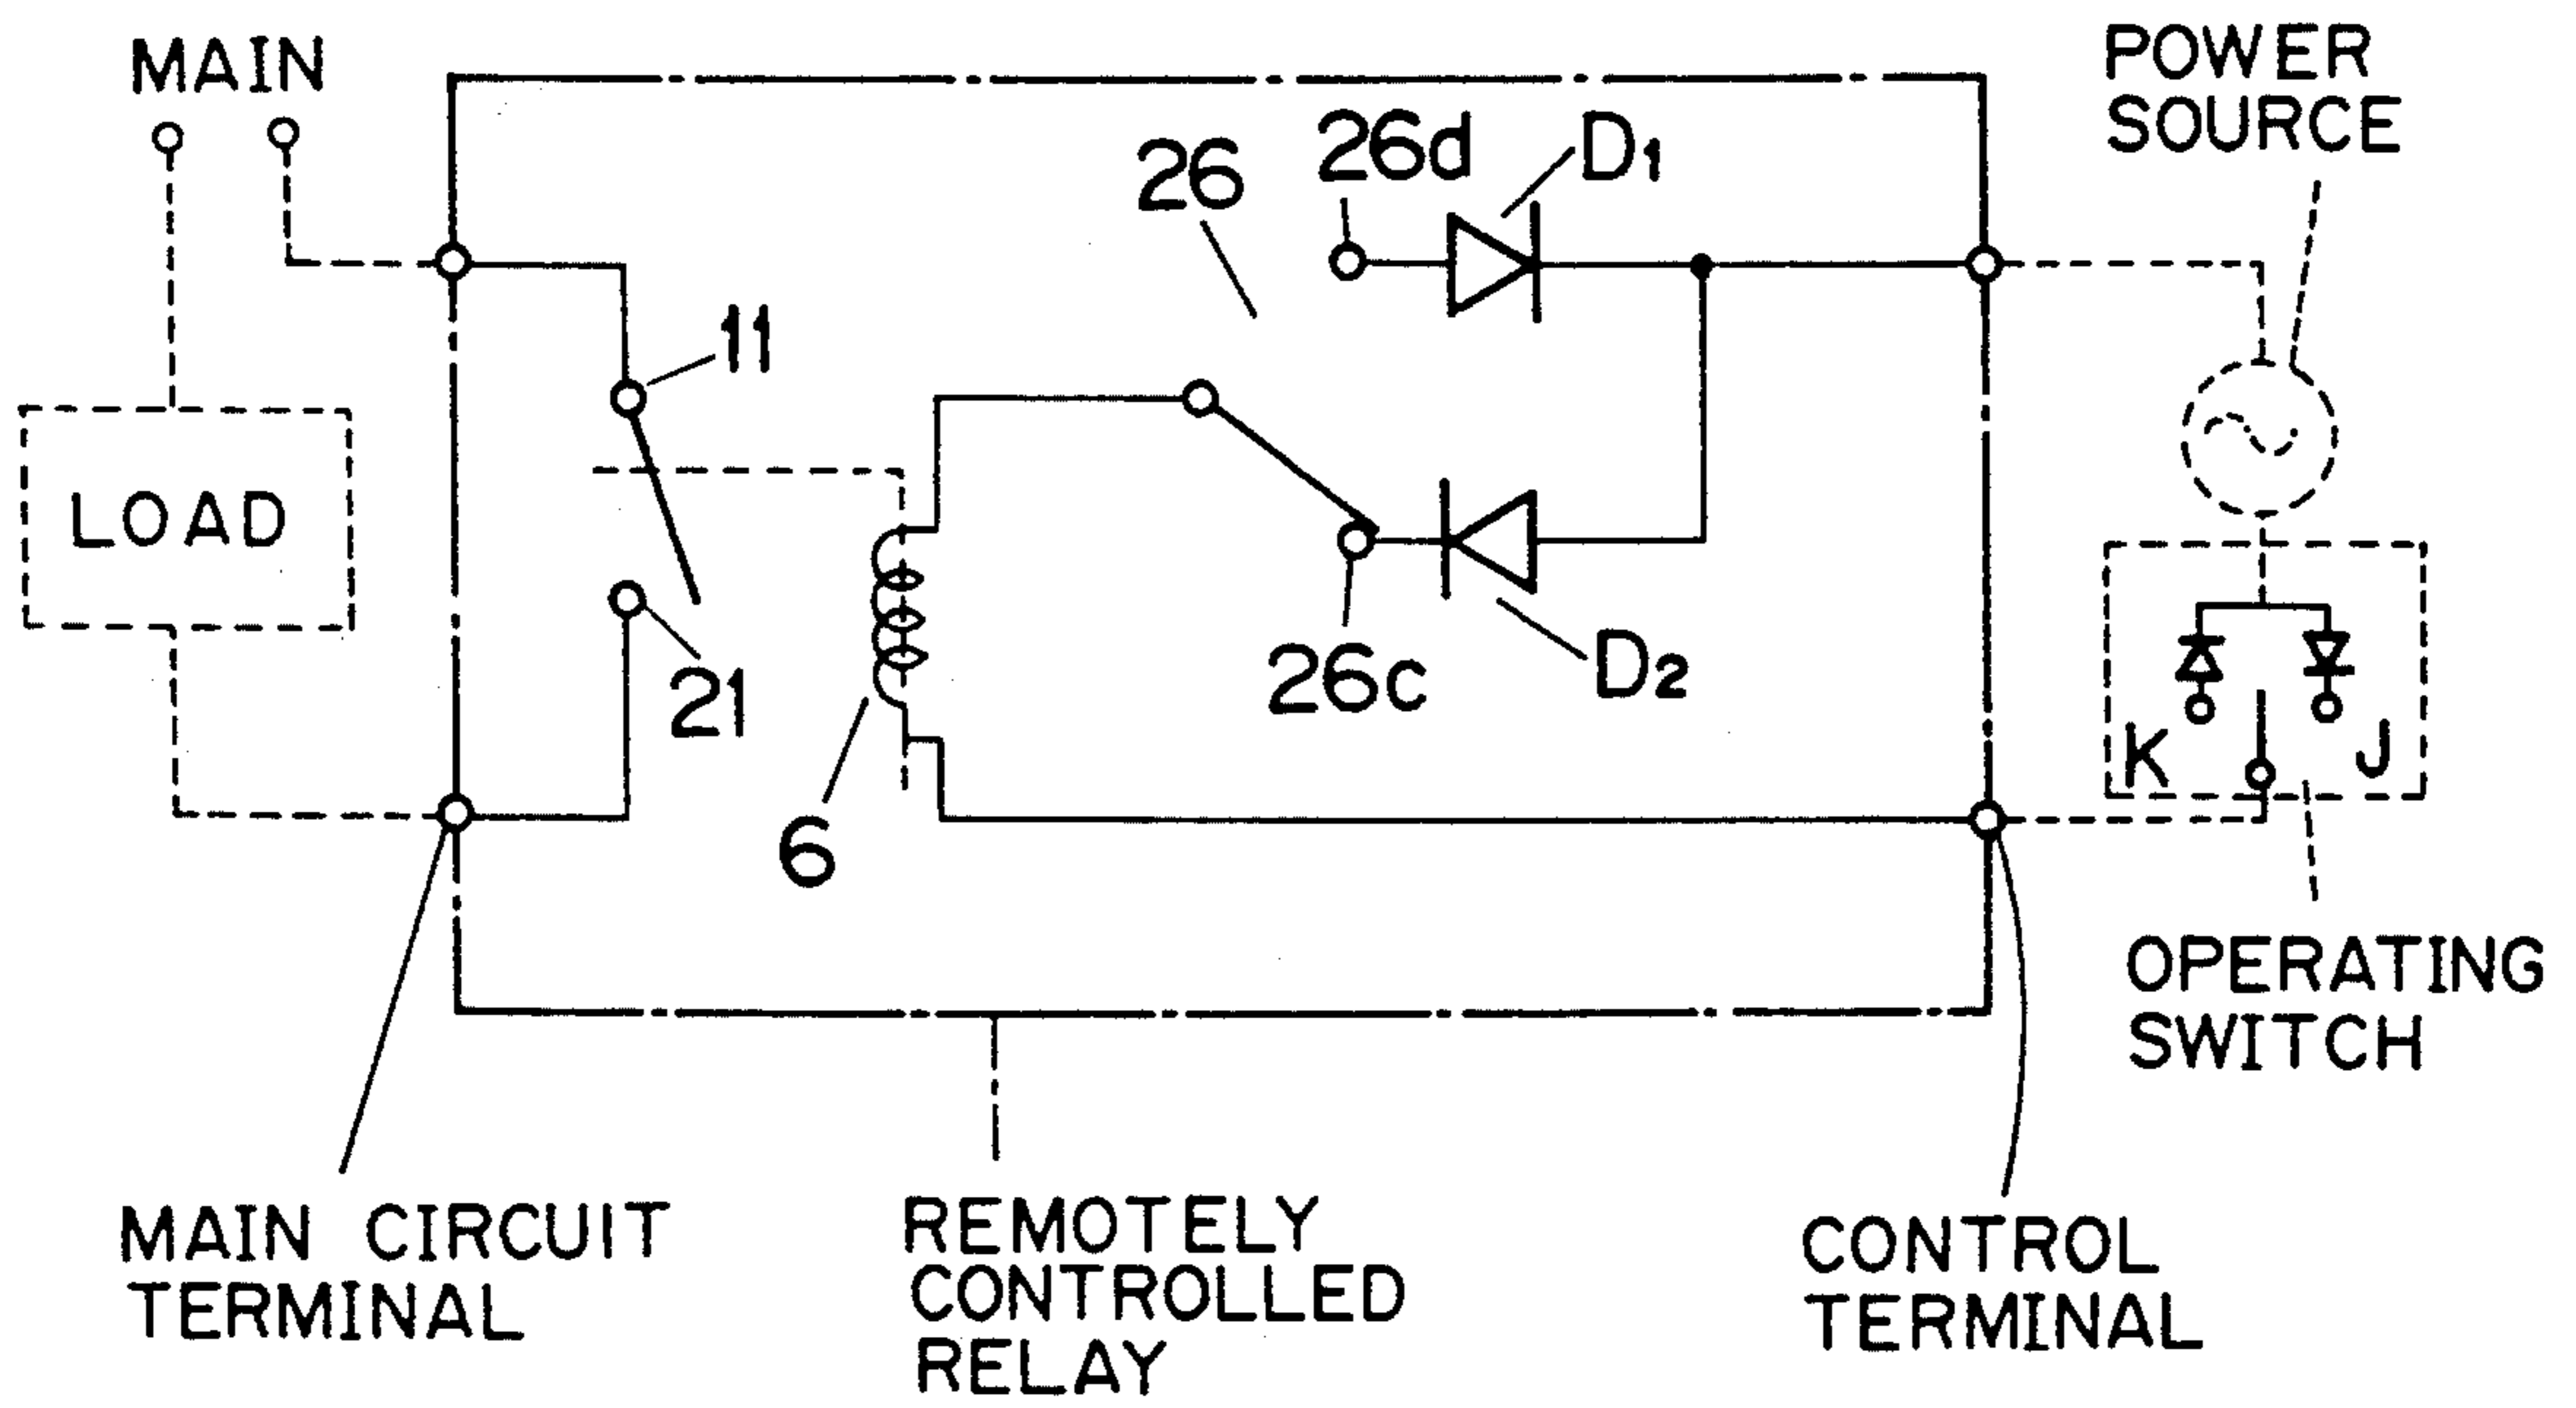 MAIN
POWER
SOURCE
26
26d
D1
11
LOAD
21
6
26c
D2
K
J
OPERATING
SWITCH
MAIN CIRCUIT
TERMINAL
REMOTELY
CONTROLLED
RELAY
CONTROL
TERMINAL